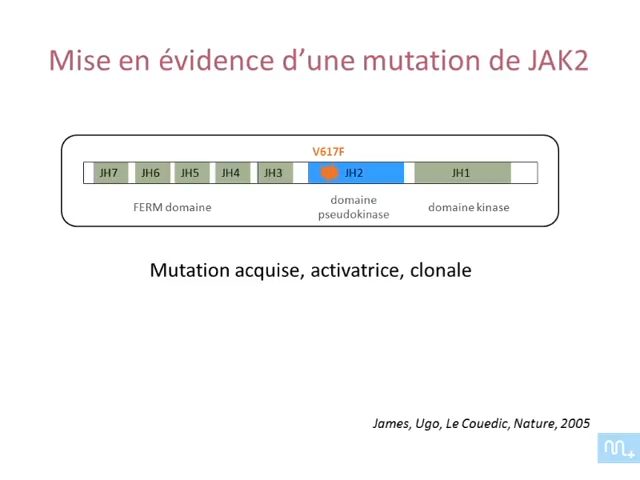 Mise en évidence d'une mutation de JAK2
V617F
JH7 JH6 JH5 JH4 JH3 JH2 JH1
FERM domaine
domaine
pseudokinase
domaine kinase
Mutation acquise, activatrice, clonale
James, Ugo, Le Couedic, Nature, 2005